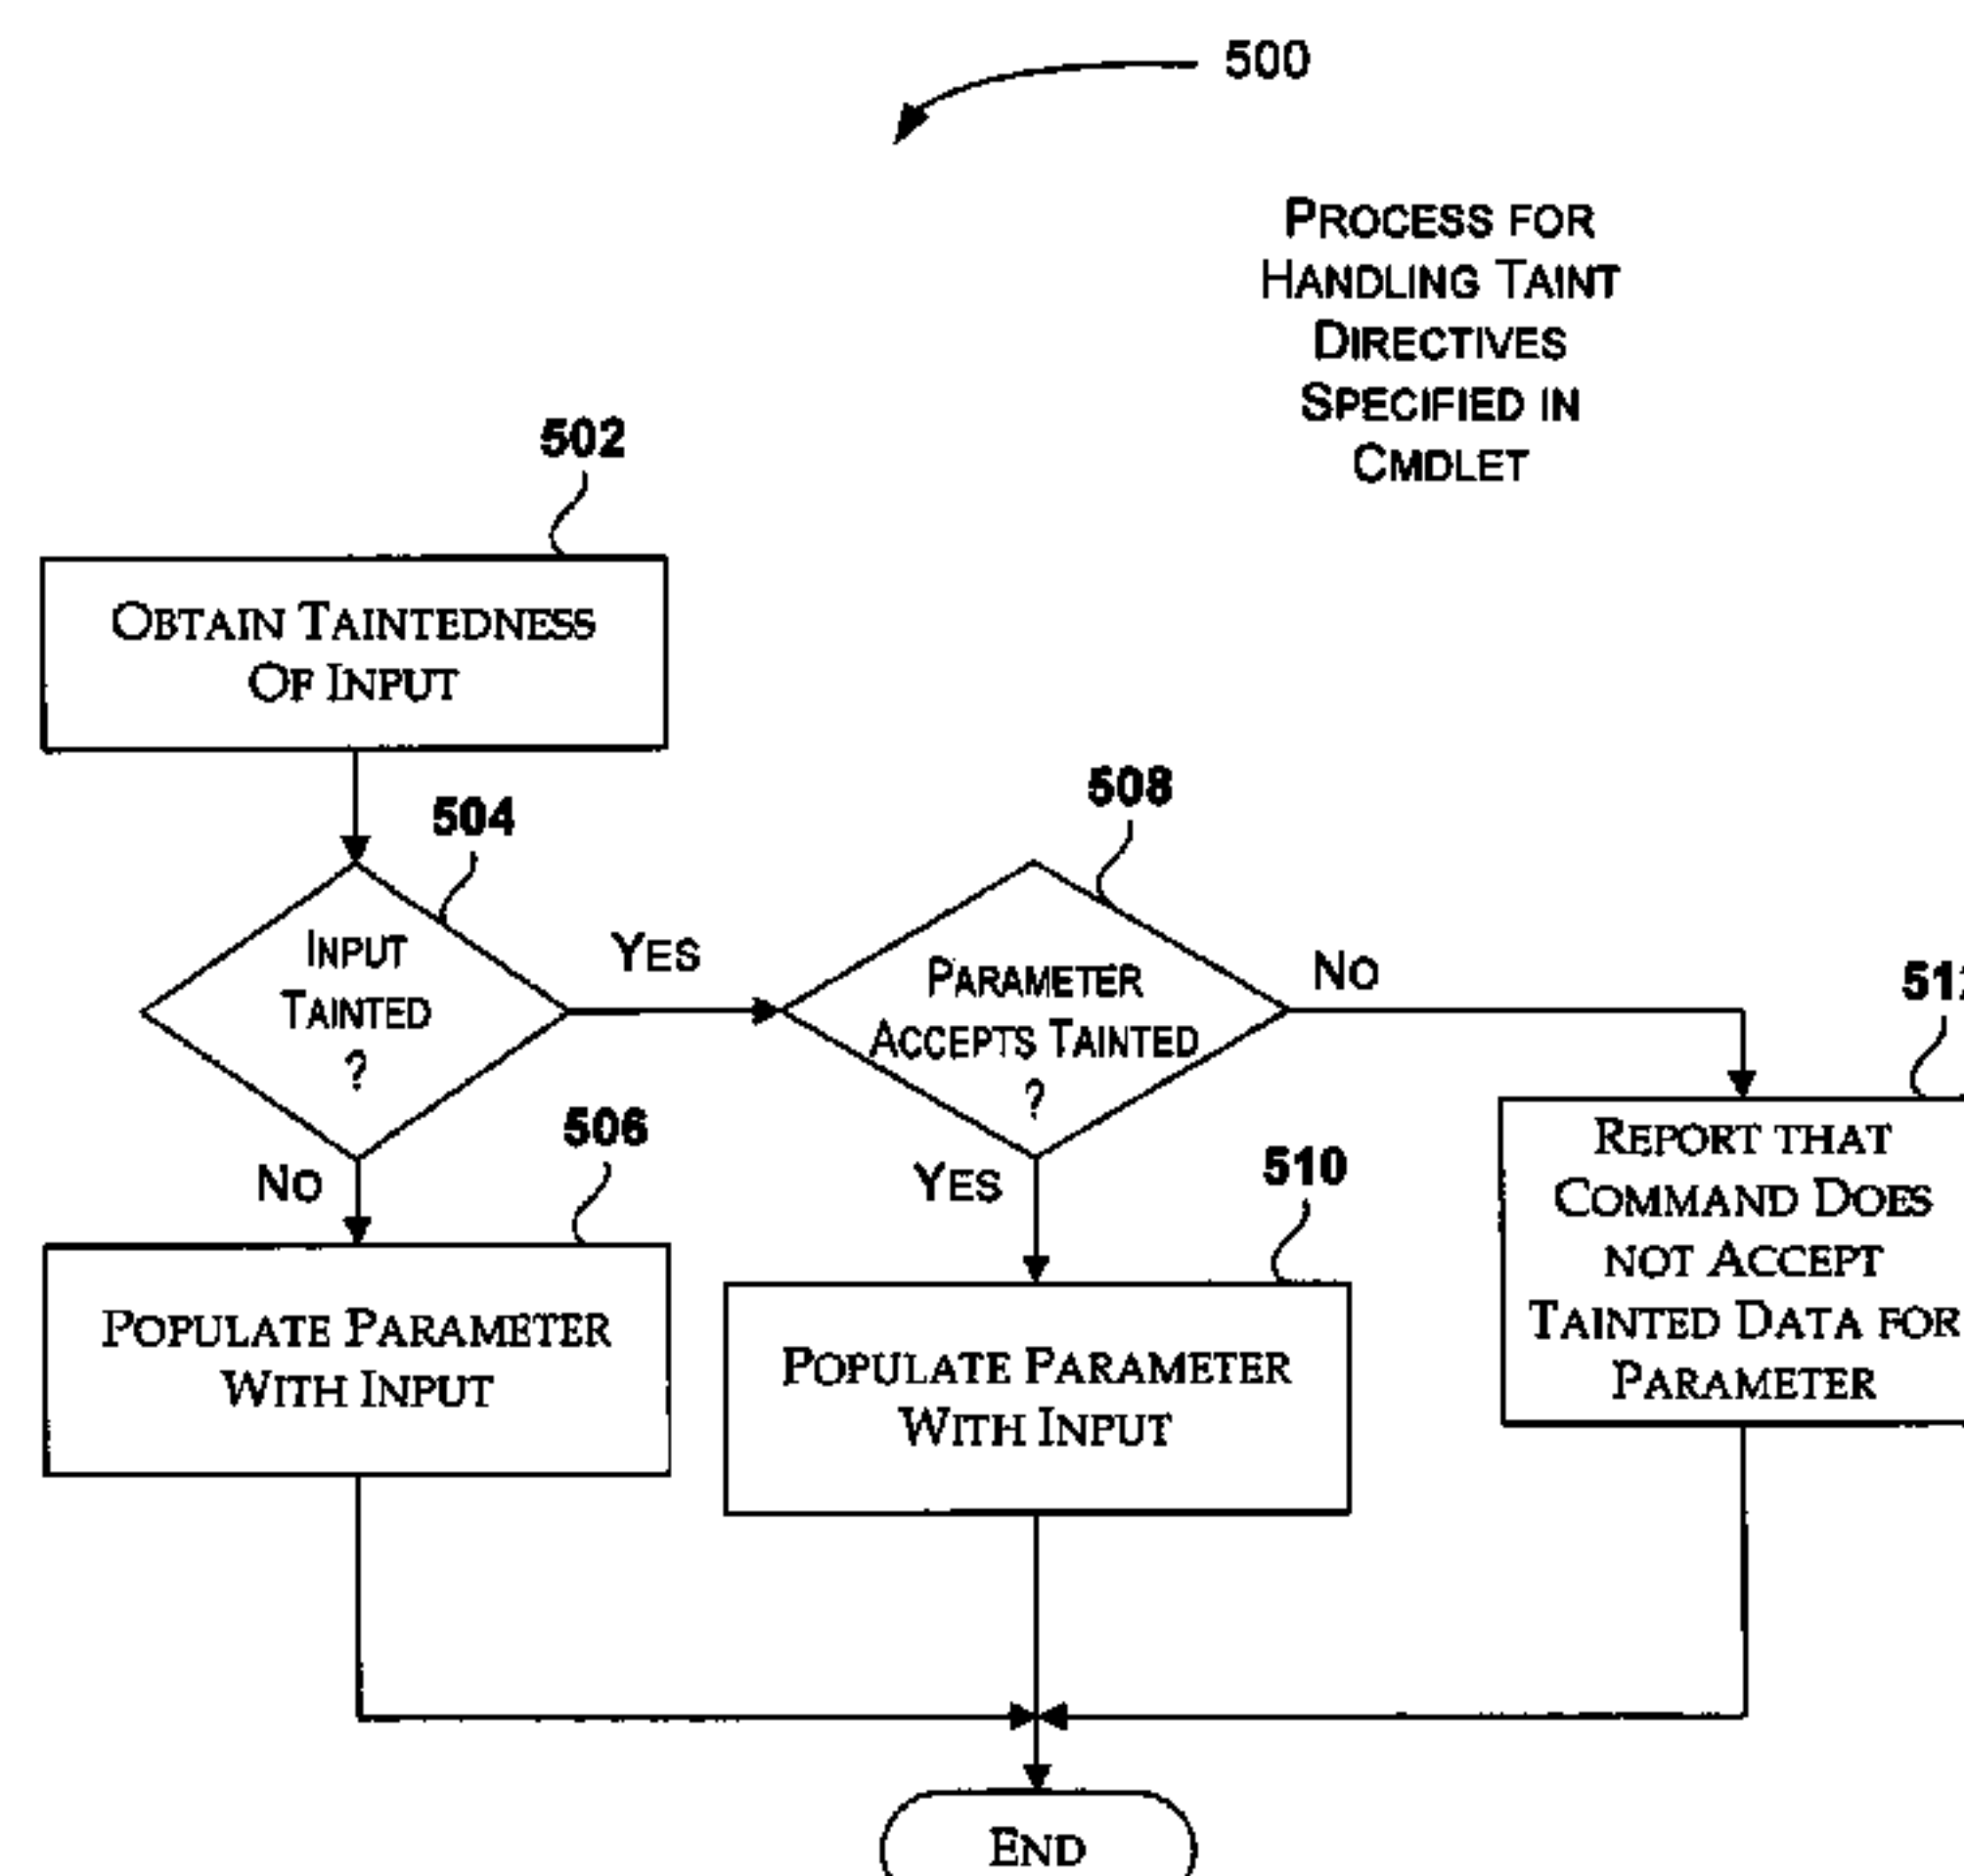 500
PROCESS FOR
HANDLING TAINT
DIRECTIVES
SPECIFIED IN
CMDLET
502
OBTAIN TAINTEDNESS
OF INPUT
504
INPUT
TAINTED
?
YES
NO
508
PARAMETER
ACCEPTS TAINTED
?
NO
YES
506
POPULATE PARAMETER
WITH INPUT
510
POPULATE PARAMETER
WITH INPUT
512
REPORT THAT
COMMAND DOES
NOT ACCEPT
TAINTED DATA FOR
PARAMETER
END